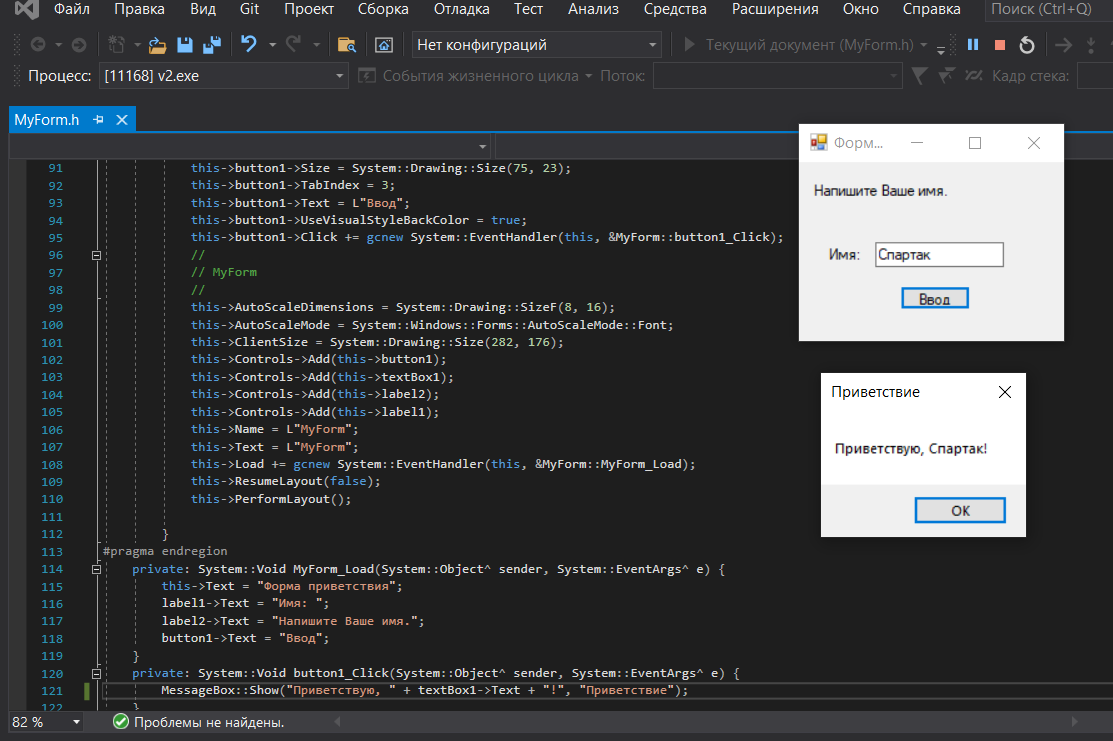 Файл Правка Вид Git Проект Сборка Отладка Тест Анализ Средства Расширения Окно Справка Поиск (Ctrl+Q)
Нет конфигураций Текущий документ (MyForm.h)
Процесс: [11168] v2.exe События жизненного цикла Поток: Кадр стека:
MyForm.h
91 this->button1->Size = System::Drawing::Size(75, 23);
92 this->button1->TabIndex = 3;
93 this->button1->Text = L"Ввод";
94 this->button1->UseVisualStyleBackColor = true;
95 this->button1->Click += gcnew System::EventHandler(this, &MyForm::button1_Click);
96 //
97 // MyForm
98 //
99 this->AutoScaleDimensions = System::Drawing::SizeF(8, 16);
100 this->AutoScaleMode = System::Windows::Forms::AutoScaleMode::Font;
101 this->ClientSize = System::Drawing::Size(282, 176);
102 this->Controls->Add(this->button1);
103 this->Controls->Add(this->textBox1);
104 this->Controls->Add(this->label2);
105 this->Controls->Add(this->label1);
106 this->Name = L"MyForm";
107 this->Text = L"MyForm";
108 this->Load += gcnew System::EventHandler(this, &MyForm::MyForm_Load);
109 this->ResumeLayout(false);
110 this->PerformLayout();
111
112 }
113 #pragma endregion
114 private: System::Void MyForm_Load(System::Object^ sender, System::EventArgs^ e) {
115 this->Text = "Форма приветствия";
116 label1->Text = "Имя: ";
117 label2->Text = "Напишите Ваше имя.";
118 button1->Text = "Ввод";
119 }
120 private: System::Void button1_Click(System::Object^ sender, System::EventArgs^ e) {
121 MessageBox::Show("Приветствую, " + textBox1->Text + "!", "Приветствие");
122 }
82 % Проблемы не найдены.
Форм...
Напишите Ваше имя.
Имя: Спартак
Ввод
Приветствие
Приветствую, Спартак!
OK